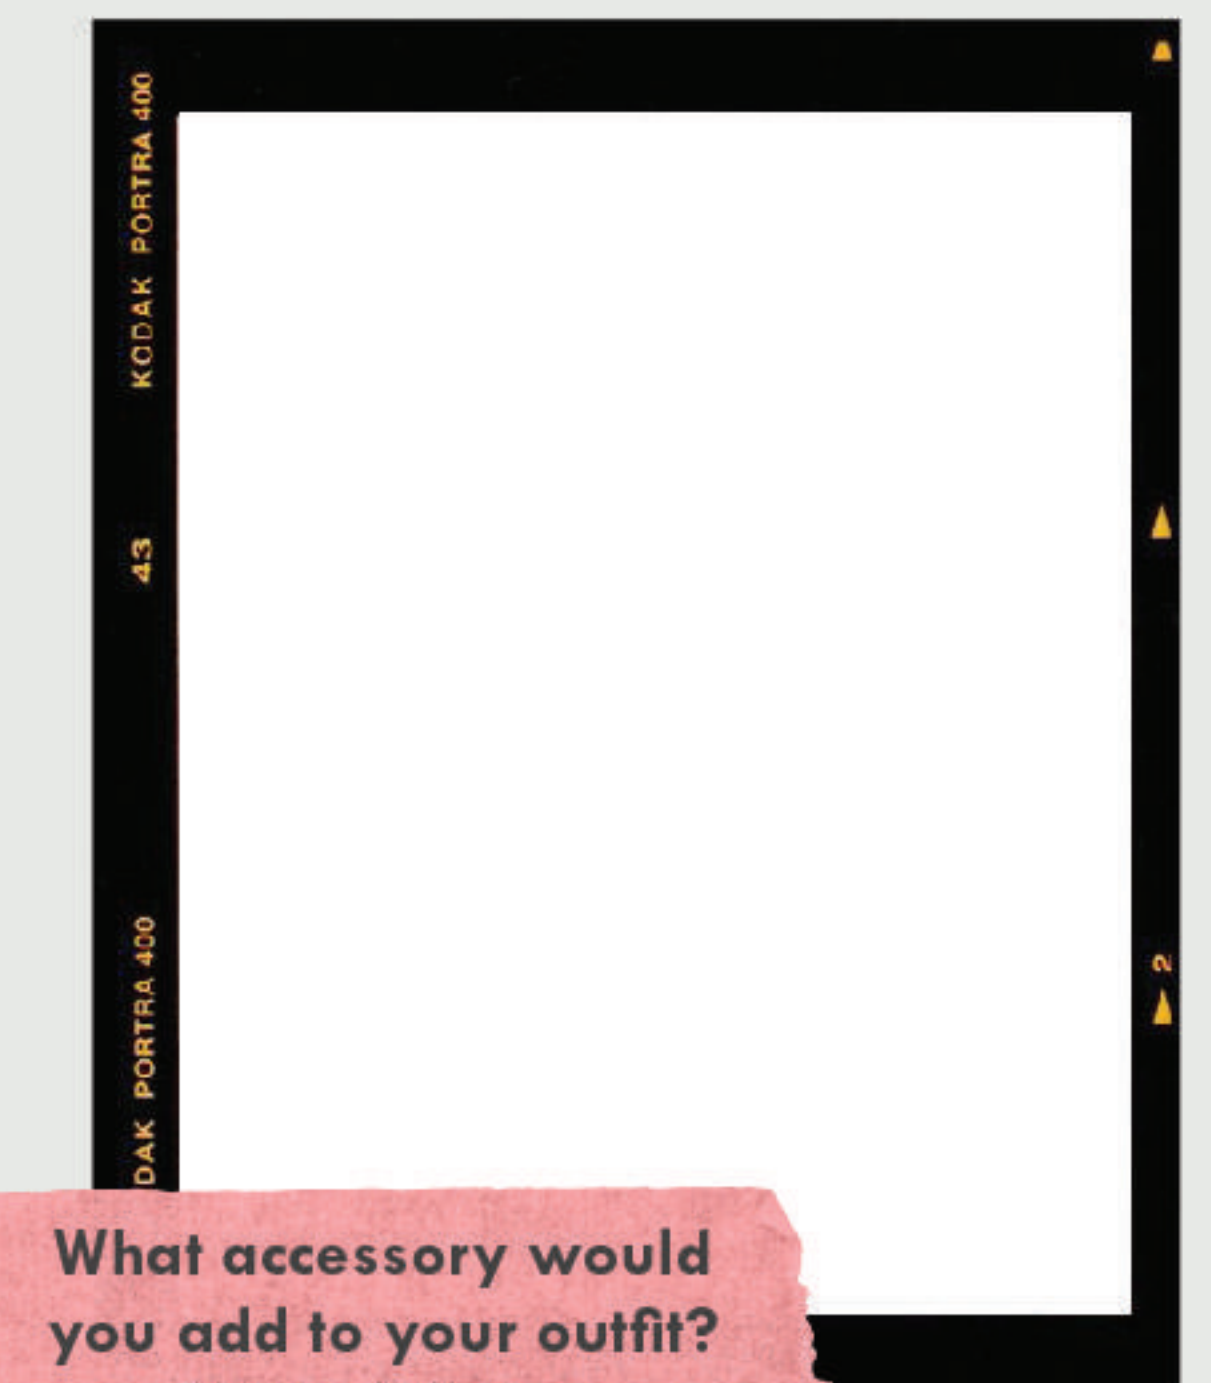 KODAK PORTRA 400
43
DAK PORTRA 400
2
What accessory would
you add to your outfit?